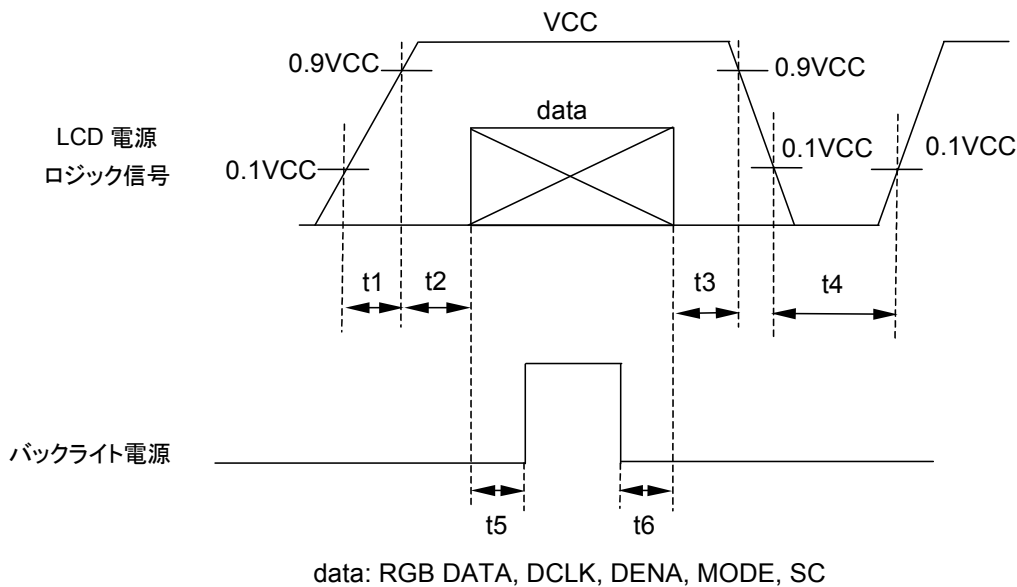 VCC
0.9VCC
0.9VCC
data
LCD 電源
ロジック信号
0.1VCC
0.1VCC
0.1VCC
t1
t2
t3
t4
バックライト電源
t5
t6
data: RGB DATA, DCLK, DENA, MODE, SC